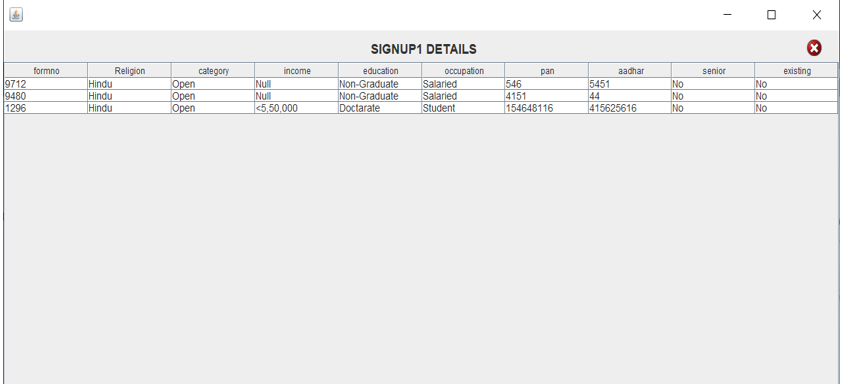 SIGNUP1 DETAILS
formno Religion category income education occupation pan aadhar senior existing
9712 Hindu Open Null Non-Graduate Salaried 546 5451 No No
9480 Hindu Open Null Non-Graduate Salaried 4151 44 No No
1296 Hindu Open <5,50,000 Doctarate Student 154648116 415625616 No No